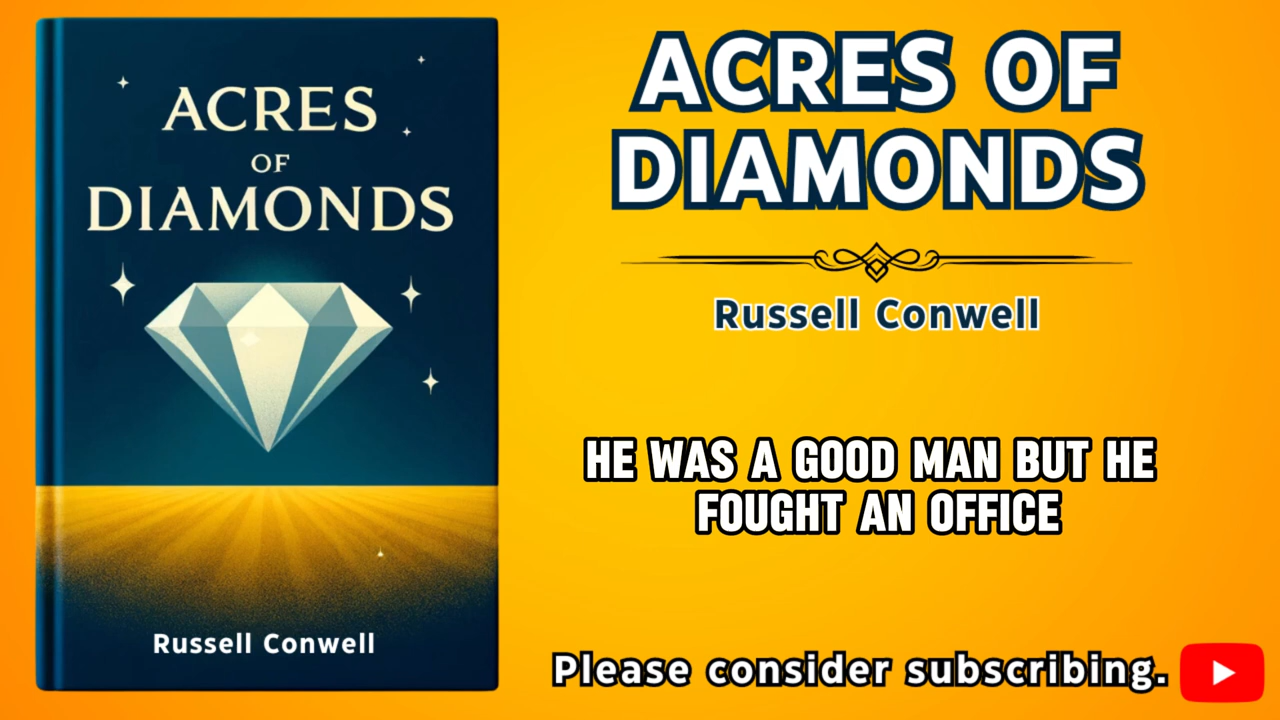 ACRES
OF
DIAMONDS
Russell Conwell
ACRES OF
DIAMONDS
Russell Conwell
HE WAS A GOOD MAN BUT HE
FOUGHT AN OFFICE
Please consider subscribing.